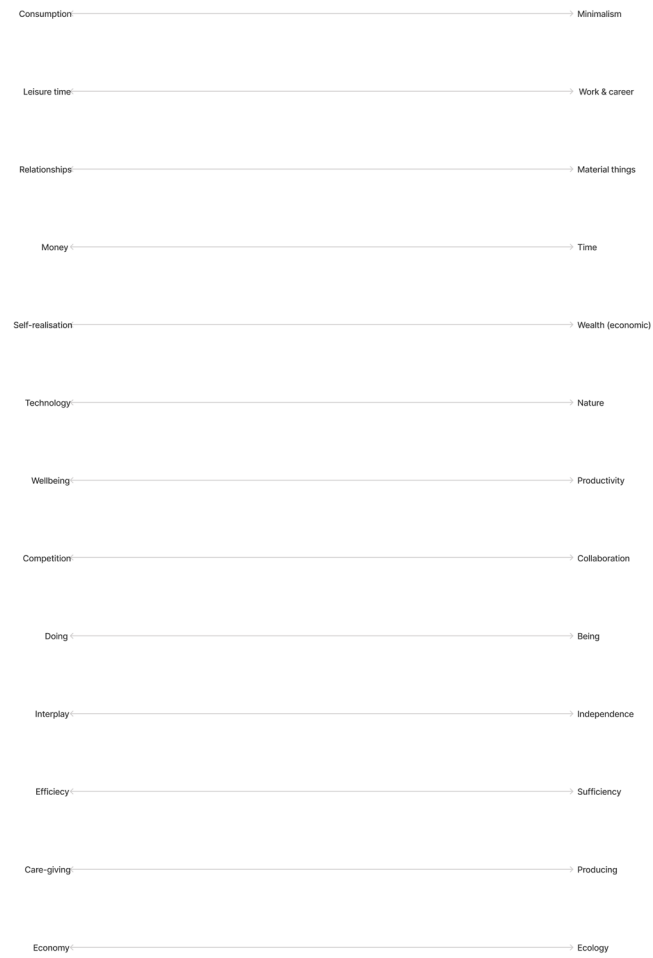 Consumption Minimalism
Leisure time Work & career
Relationships Material things
Money Time
Self-realisation Wealth (economic)
Technology Nature
Wellbeing Productivity
Competition Collaboration
Doing Being
Interplay Independence
Efficiecy Sufficiency
Care-giving Producing
Economy Ecology